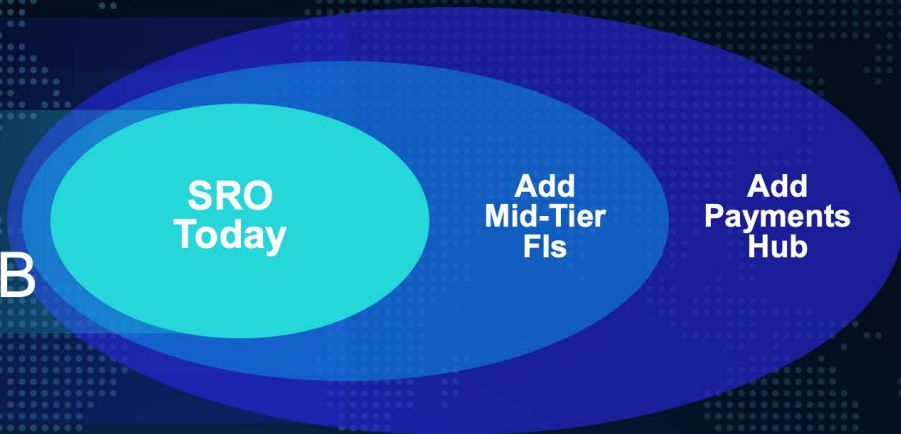 SRO
Today
Add
Mid-Tier
FIs
Add
Payments
Hub
B